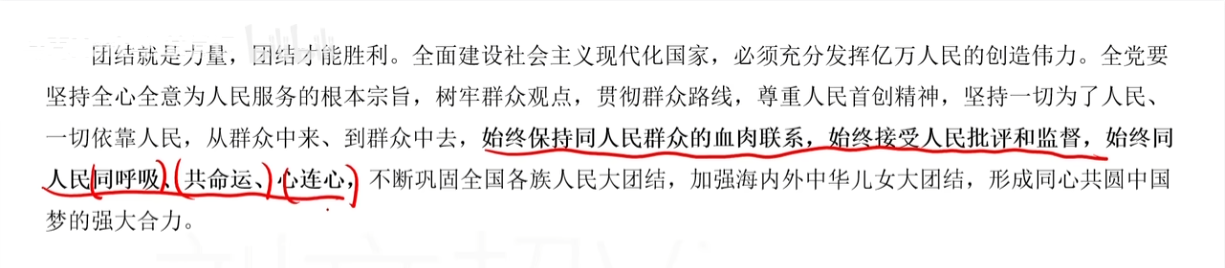 团结就是力量，团结才能胜利。全面建设社会主义现代化国家，必须充分发挥亿万人民的创造伟力。全党要
坚持全心全意为人民服务的根本宗旨，树牢群众观点，贯彻群众路线，尊重人民首创精神，坚持一切为了人民、
一切依靠人民，从群众中来、到群众中去，始终保持同人民群众的血肉联系，始终接受人民批评和监督，始终同
人民同呼吸、共命运、心连心，不断巩固全国各族人民大团结，加强海内外中华儿女大团结，形成同心共圆中国
梦的强大合力。